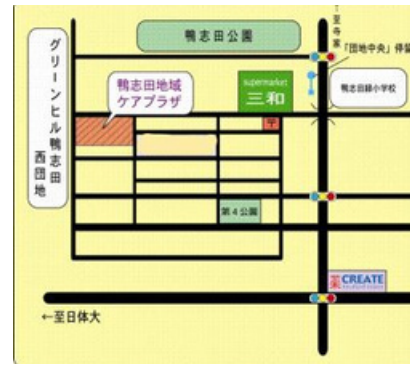 鴨志田公園
↑至寺家
「団地中央」停留
グリーンヒル鴨志田
西団地
鴨志田地域
ケアプラザ
supermarket
三和
鴨志田緑小学校
〒
第4公園
薬 CREATE
←至日体大